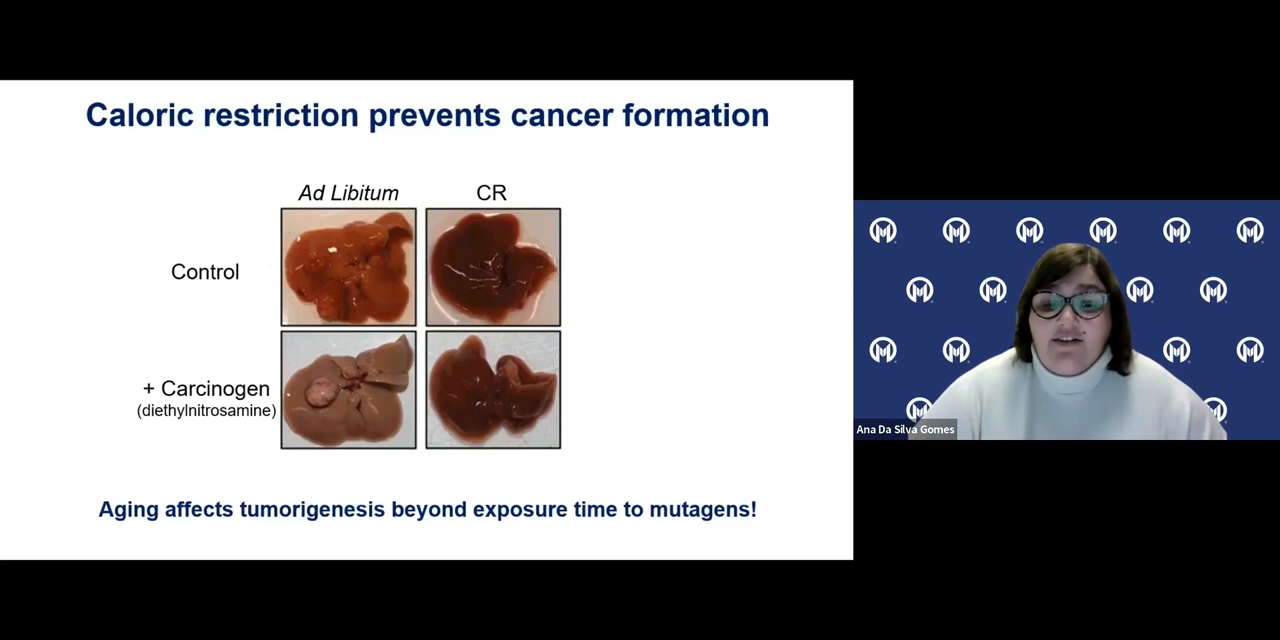 Caloric restriction prevents cancer formation
Ad Libitum
CR
Control
+ Carcinogen
(diethylnitrosamine)
Aging affects tumorigenesis beyond exposure time to mutagens!
Ana Da Silva Gomes